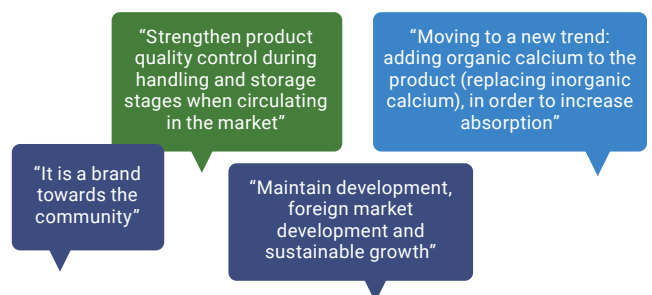 “Strengthen product
quality control during
handling and storage
stages when circulating
in the market”
“Moving to a new trend:
adding organic calcium to the
product (replacing inorganic
calcium), in order to increase
absorption”
“It is a brand
towards the
community”
“Maintain development,
foreign market
development and
sustainable growth”